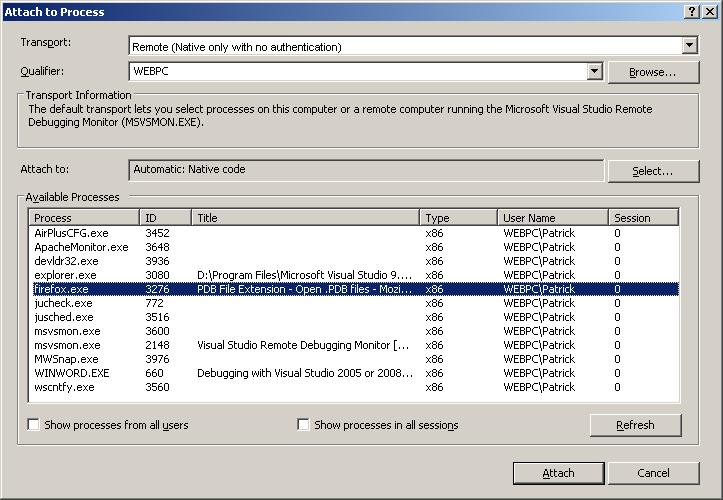 Attach to Process
Transport: Remote (Native only with no authentication)
Qualifier: WEBPC Browse...
Transport Information
The default transport lets you select processes on this computer or a remote computer running the Microsoft Visual Studio Remote
Debugging Monitor (MSVSMON.EXE).
Attach to: Automatic: Native code Select...
Available Processes
Process ID Title Type User Name Session
AirPlusCFG.exe 3452 x86 WEBPC\Patrick 0
ApacheMonitor.exe 3648 x86 WEBPC\Patrick 0
devldr32.exe 3936 x86 WEBPC\Patrick 0
explorer.exe 3080 D:\Program Files\Microsoft Visual Studio 9.... x86 WEBPC\Patrick 0
firefox.exe 3276 PDB File Extension - Open .PDB files - Mozi... x86 WEBPC\Patrick 0
jucheck.exe 772 x86 WEBPC\Patrick 0
jusched.exe 3516 x86 WEBPC\Patrick 0
msvsmon.exe 3600 x86 WEBPC\Patrick 0
msvsmon.exe 2148 Visual Studio Remote Debugging Monitor [... x86 WEBPC\Patrick 0
MWSnap.exe 3976 x86 WEBPC\Patrick 0
WINWORD.EXE 660 Debugging with Visual Studio 2005 or 2008... x86 WEBPC\Patrick 0
wscntfy.exe 3560 x86 WEBPC\Patrick 0
Show processes from all users Show processes in all sessions Refresh
Attach Cancel